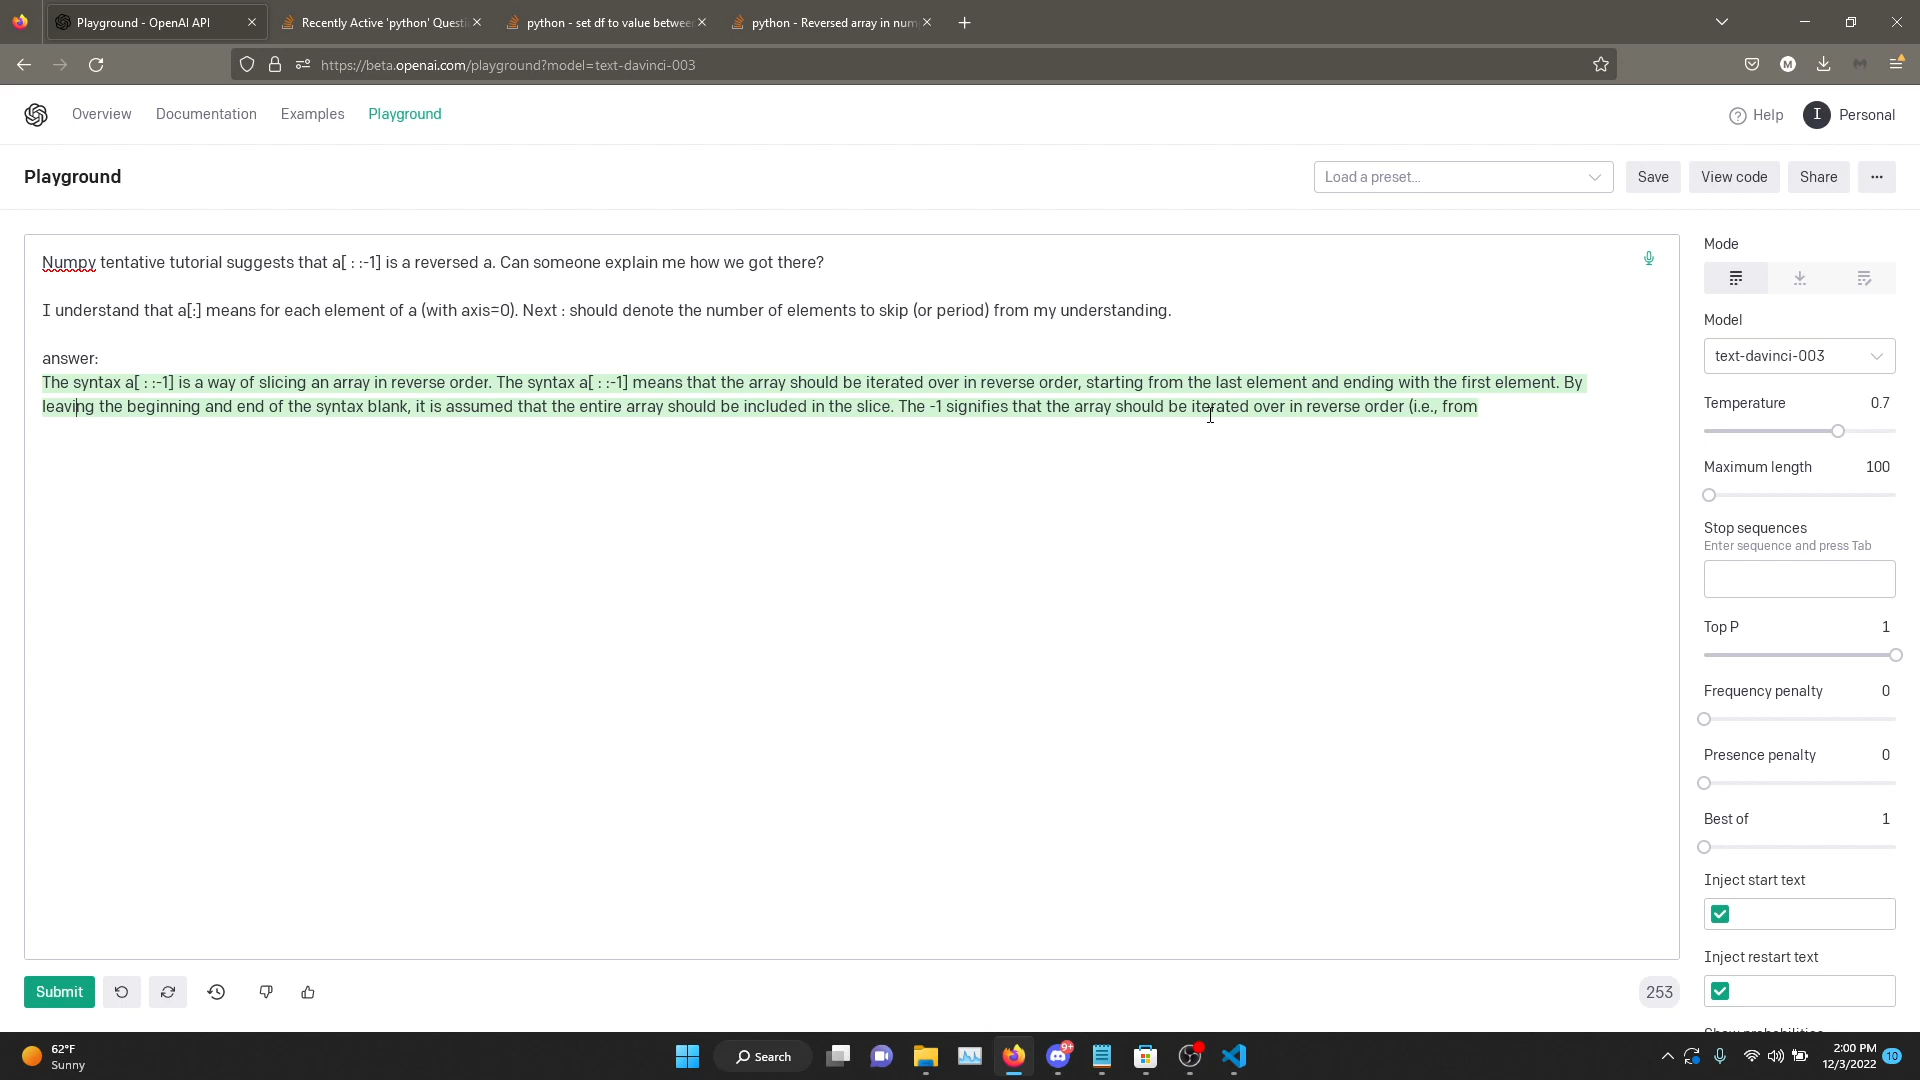 Playground - OpenAI API
Recently Active 'python' Questi
python - set df to value betwee
python - Reversed array in num
https://beta.openai.com/playground?model=text-davinci-003
M
Overview
Documentation
Examples
Playground
Help
I
Personal
Playground
Load a preset...
Save
View code
Share
...
Numpy tentative tutorial suggests that a[ : :-1] is a reversed a. Can someone explain me how we got there?
I understand that a[:] means for each element of a (with axis=0). Next : should denote the number of elements to skip (or period) from my understanding.
answer:
The syntax a[ : :-1] is a way of slicing an array in reverse order. The syntax a[ : :-1] means that the array should be iterated over in reverse order, starting from the last element and ending with the first element. By
leaving the beginning and end of the syntax blank, it is assumed that the entire array should be included in the slice. The -1 signifies that the array should be iterated over in reverse order (i.e., from
Mode
Model
text-davinci-003
Temperature 0.7
Maximum length 100
Stop sequences
Enter sequence and press Tab
Top P 1
Frequency penalty 0
Presence penalty 0
Best of 1
Inject start text
Inject restart text
Submit
253
62°F
Sunny
Search
9+
2:00 PM
12/3/2022
10